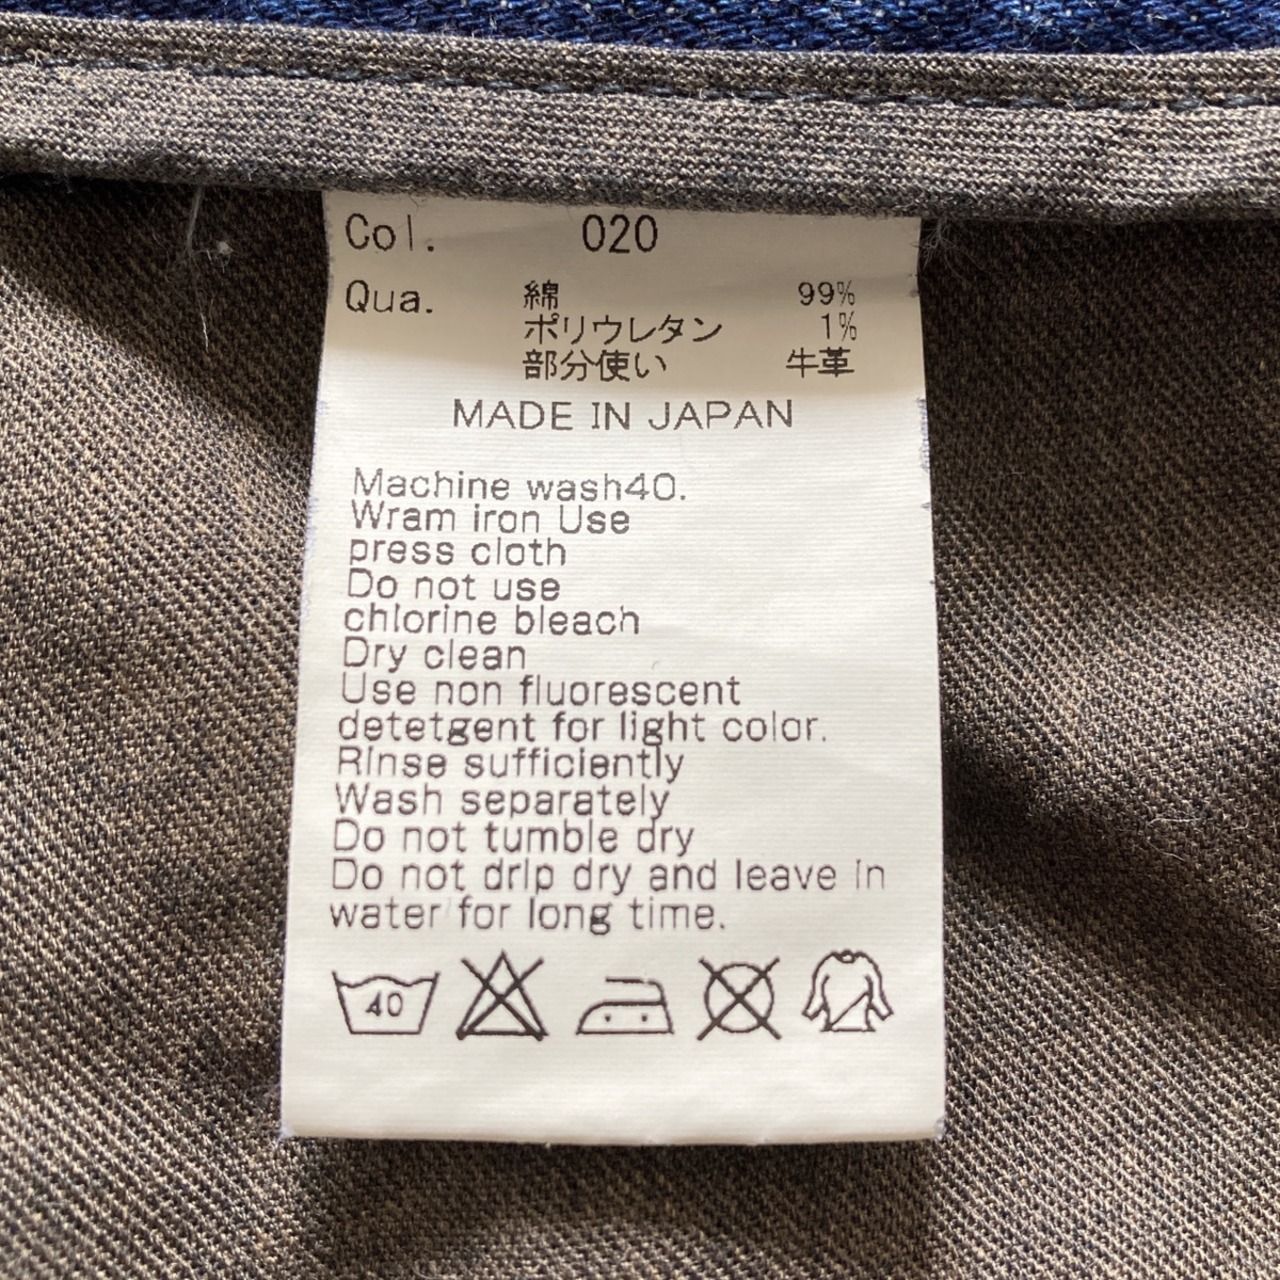 Col. 020
Qua. 綿 99%
ポリウレタン 1%
部分使い 牛革
MADE IN JAPAN
Machine wash40.
Wram iron Use
press cloth
Do not use
chlorine bleach
Dry clean
Use non fluorescent
detetgent for light color.
Rinse sufficiently
Wash separately
Do not tumble dry
Do not drip dry and leave in
water for long time.
40